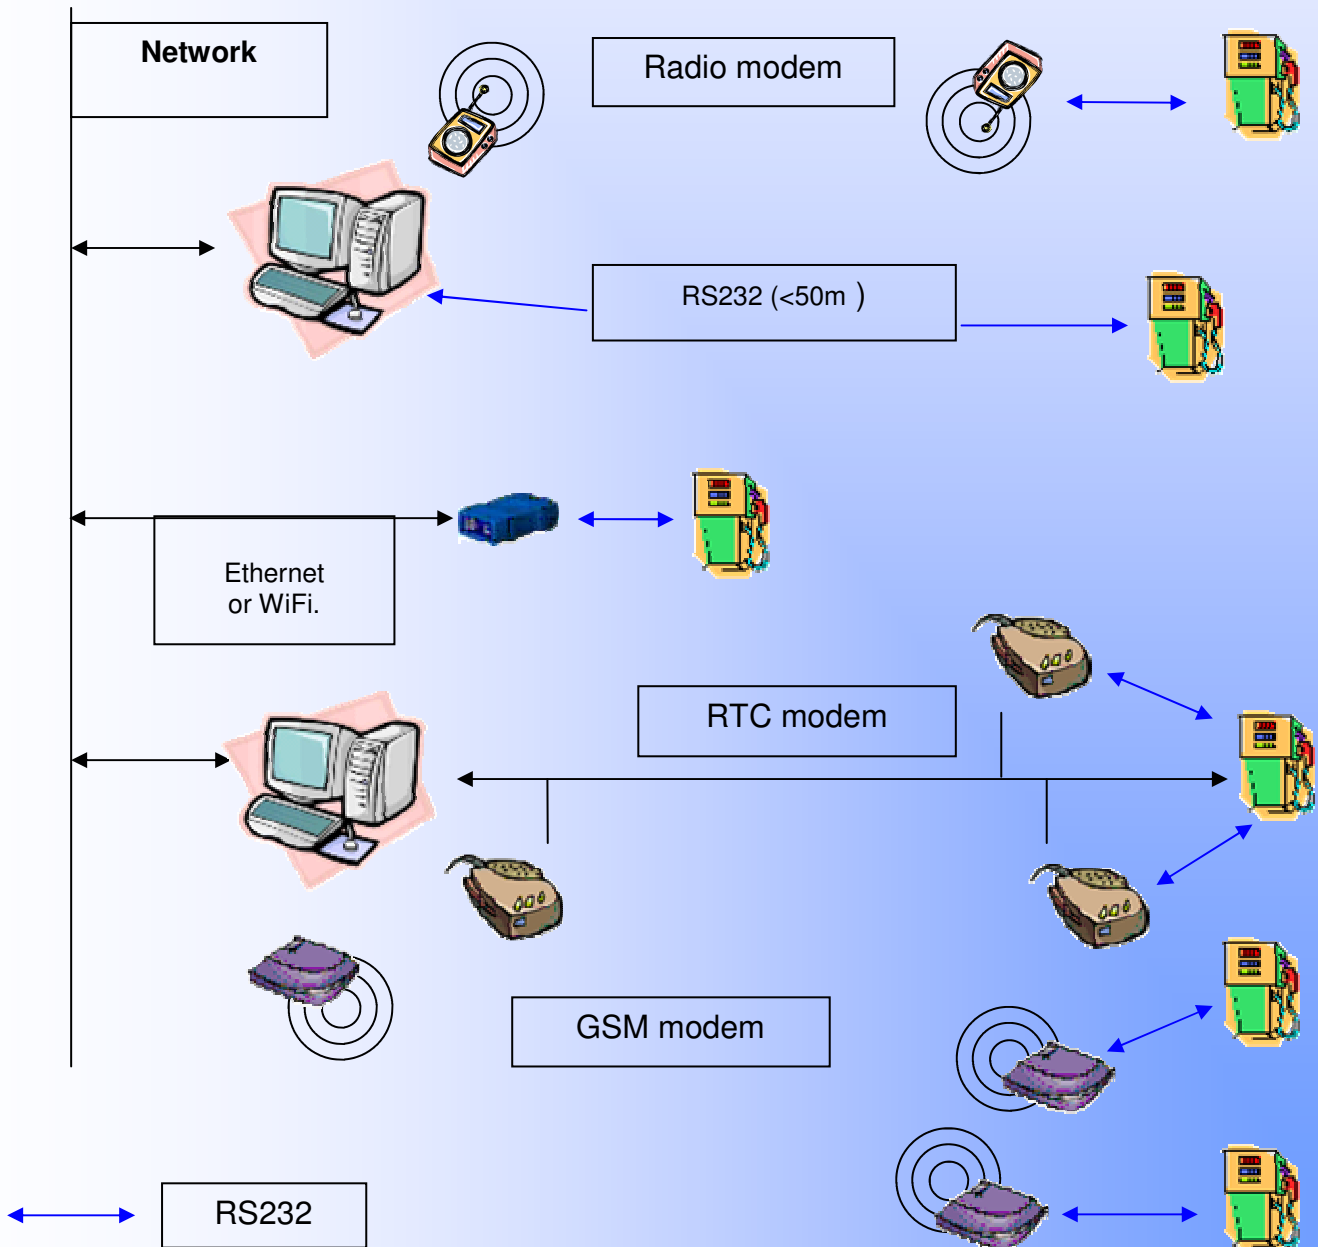 Network
Radio modem
RS232 (<50m )
Ethernet
or WiFi.
RTC modem
GSM modem
RS232